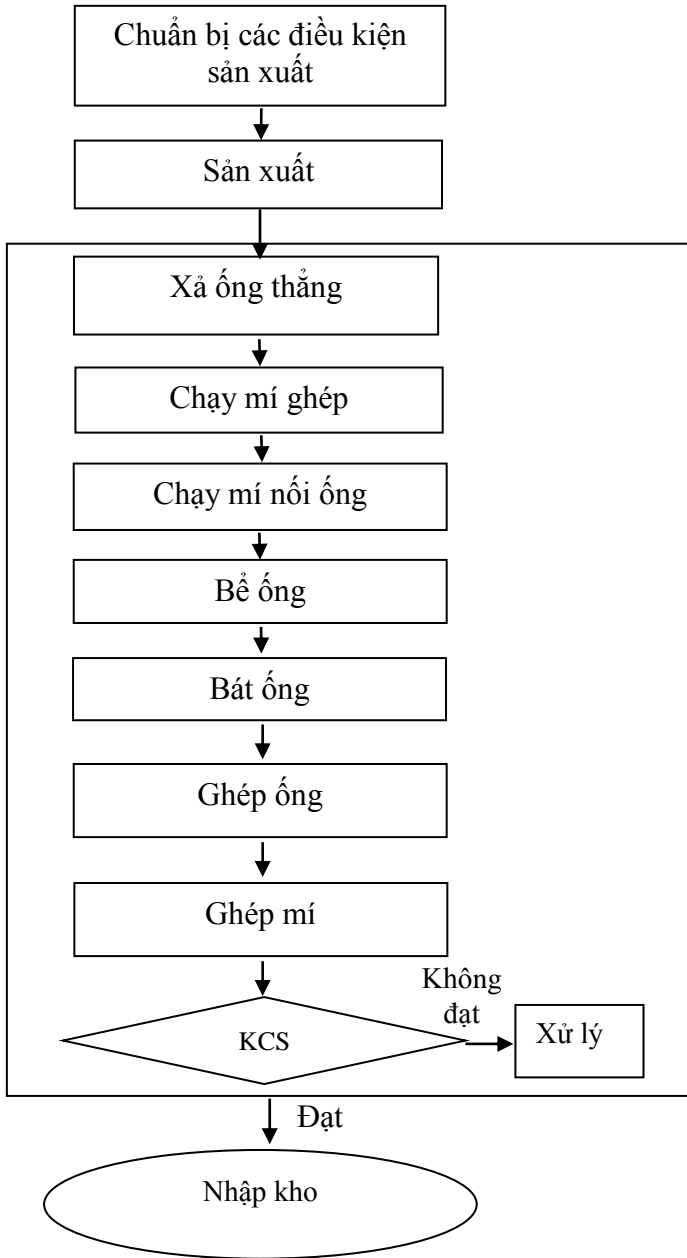 Chuẩn bị các điều kiện
sản xuất
Sản xuất
Xả ống thẳng
Chạy mí ghép
Chạy mí nối ống
Bể ống
Bát ống
Ghép ống
Ghép mí
Không
đạt
KCS
Xử lý
Đạt
Nhập kho